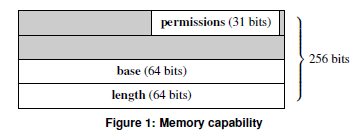 permissions (31 bits)
256 bits
base (64 bits)
length (64 bits)
Figure 1: Memory capability